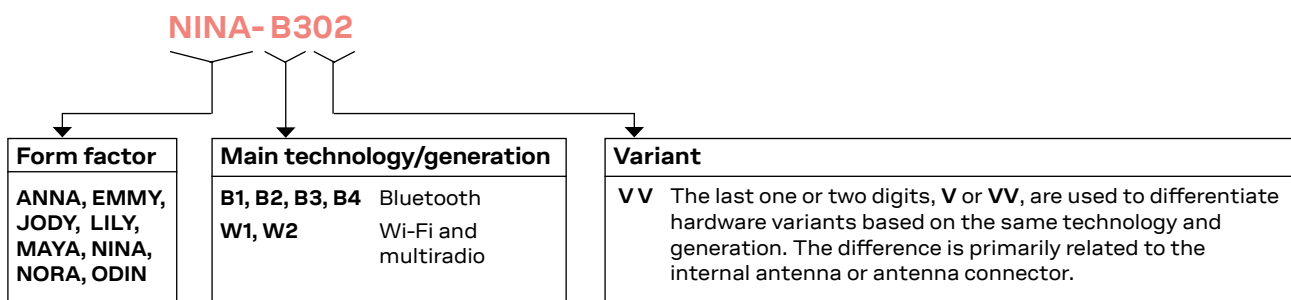 NINA-B302
Form factor
ANNA, EMMY,
JODY, LILY,
MAYA, NINA,
NORA, ODIN
Main technology/generation
B1, B2, B3, B4 Bluetooth
W1, W2 Wi-Fi and
multiradio
Variant
VV The last one or two digits, V or VV, are used to differentiate
hardware variants based on the same technology and
generation. The difference is primarily related to the
internal antenna or antenna connector.